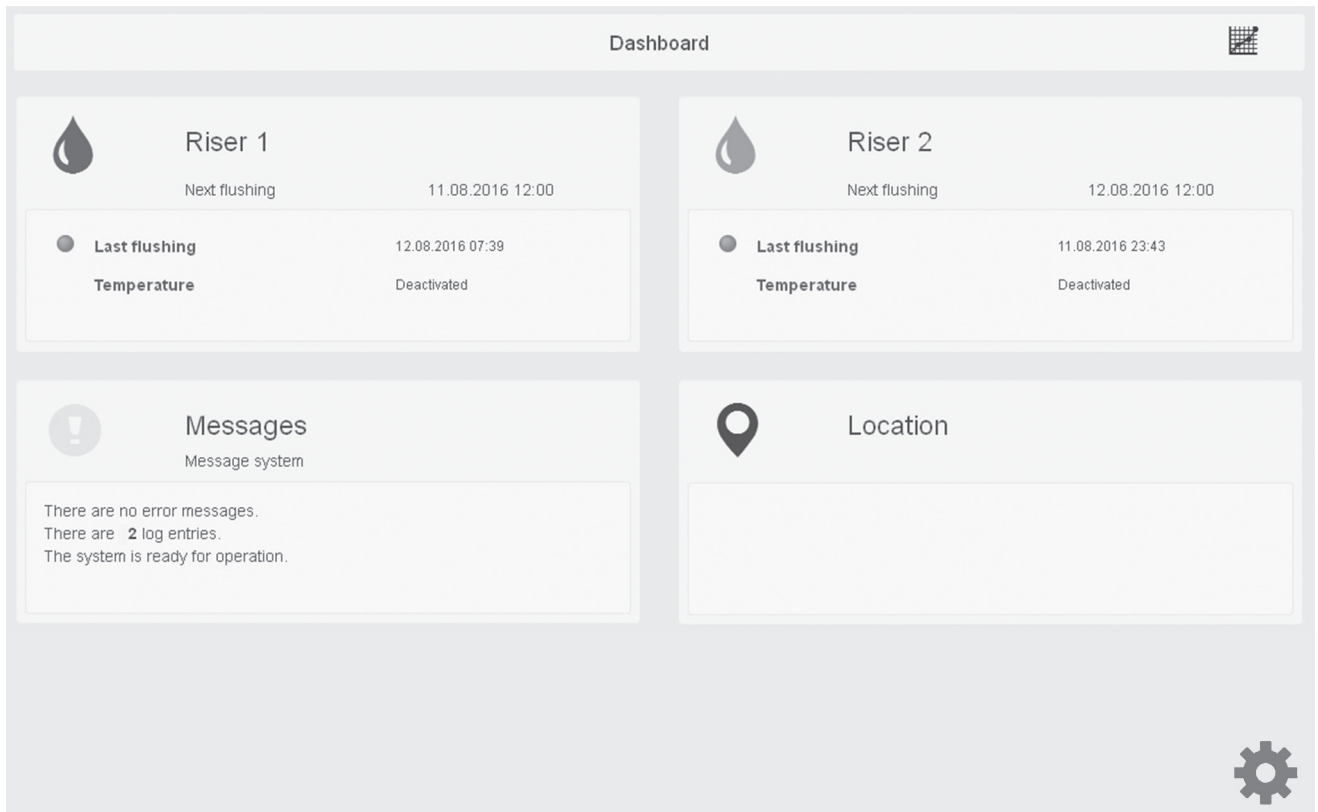 Dashboard
Riser 1
Next flushing 11.08.2016 12:00
Last flushing 12.08.2016 07:39
Temperature Deactivated
Riser 2
Next flushing 12.08.2016 12:00
Last flushing 11.08.2016 23:43
Temperature Deactivated
Messages
Message system
There are no error messages.
There are 2 log entries.
The system is ready for operation.
Location